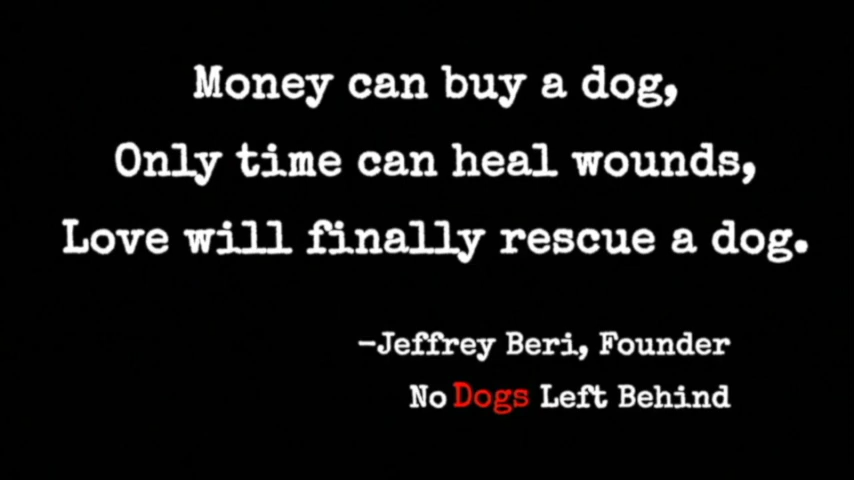 Money can buy a dog,
Only time can heal wounds,
Love will finally rescue a dog.
-Jeffrey Beri, Founder
No Dogs Left Behind